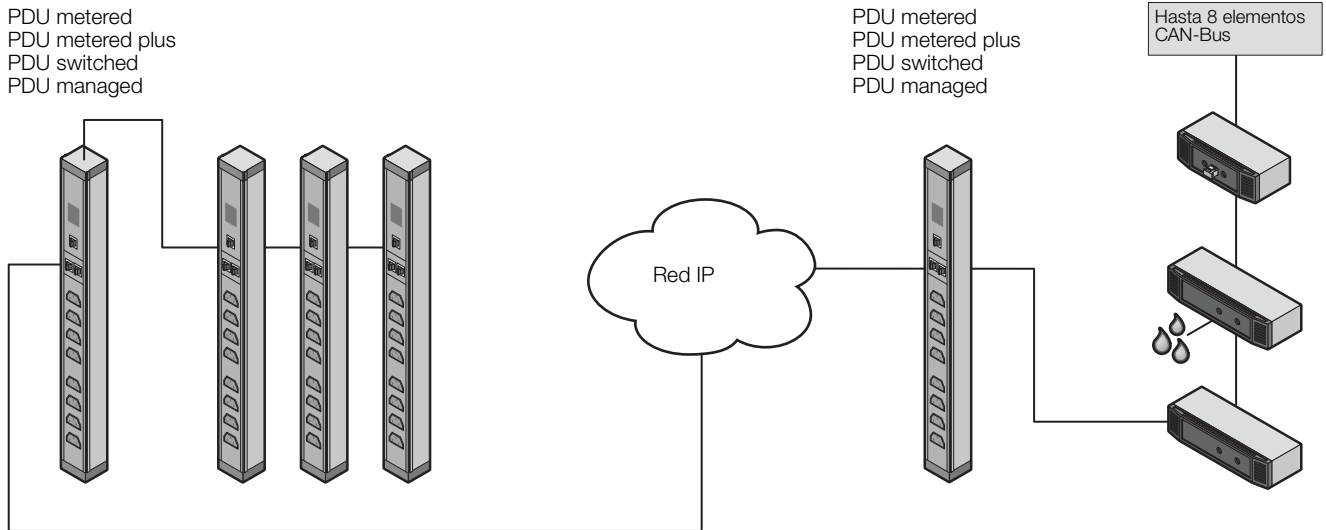 PDU metered
PDU metered plus
PDU switched
PDU managed
PDU metered
PDU metered plus
PDU switched
PDU managed
Hasta 8 elementos
CAN-Bus
Red IP